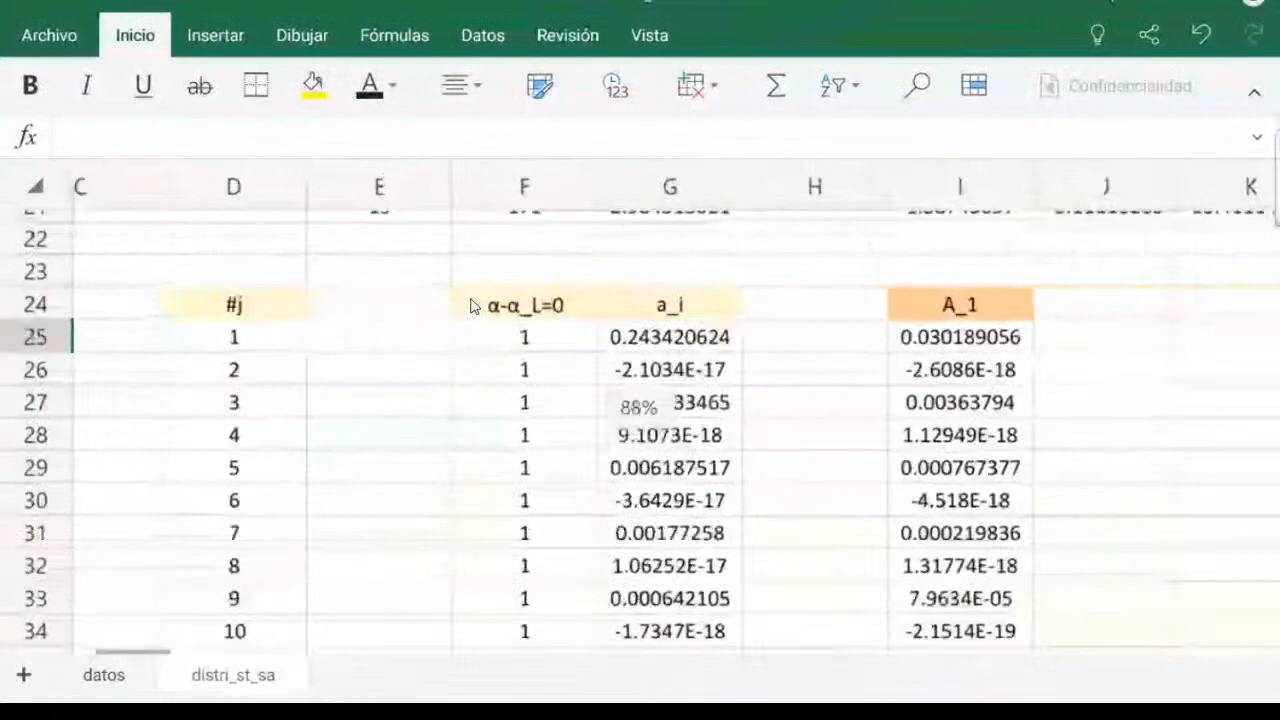 Archivo Inicio Insertar Dibujar Fórmulas Datos Revisión Vista
B I U ab A 123 Σ Confidencialidad
fx
C D E F G H I J K
22
23
24 #j α-α_L=0 a_i A_1
25 1 1 0.243420624 0.030189056
26 2 1 -2.1034E-17 -2.6086E-18
27 3 1 33465 0.00363794
88%
28 4 1 9.1073E-18 1.12949E-18
29 5 1 0.006187517 0.000767377
30 6 1 -3.6429E-17 -4.518E-18
31 7 1 0.00177258 0.000219836
32 8 1 1.06252E-17 1.31774E-18
33 9 1 0.000642105 7.9634E-05
34 10 1 -1.7347E-18 -2.1514E-19
+ datos distri_st_sa